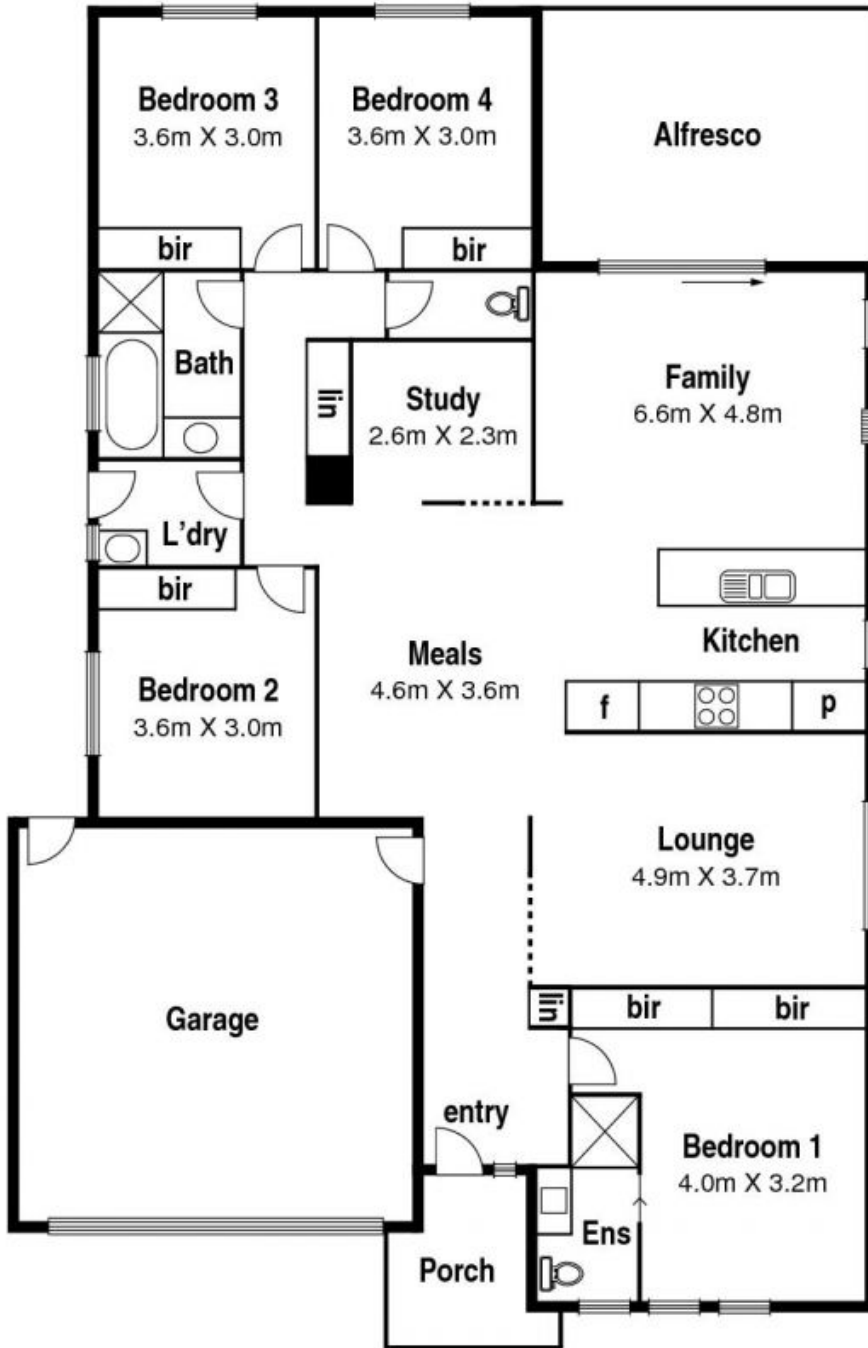 Bedroom 3
3.6m X 3.0m
Bedroom 4
3.6m X 3.0m
Alfresco
bir
bir
Bath
lin
Study
2.6m X 2.3m
Family
6.6m X 4.8m
L'dry
bir
Kitchen
Meals
4.6m X 3.6m
Bedroom 2
3.6m X 3.0m
f
p
Lounge
4.9m X 3.7m
lin
bir
bir
Garage
entry
Bedroom 1
4.0m X 3.2m
Ens
Porch